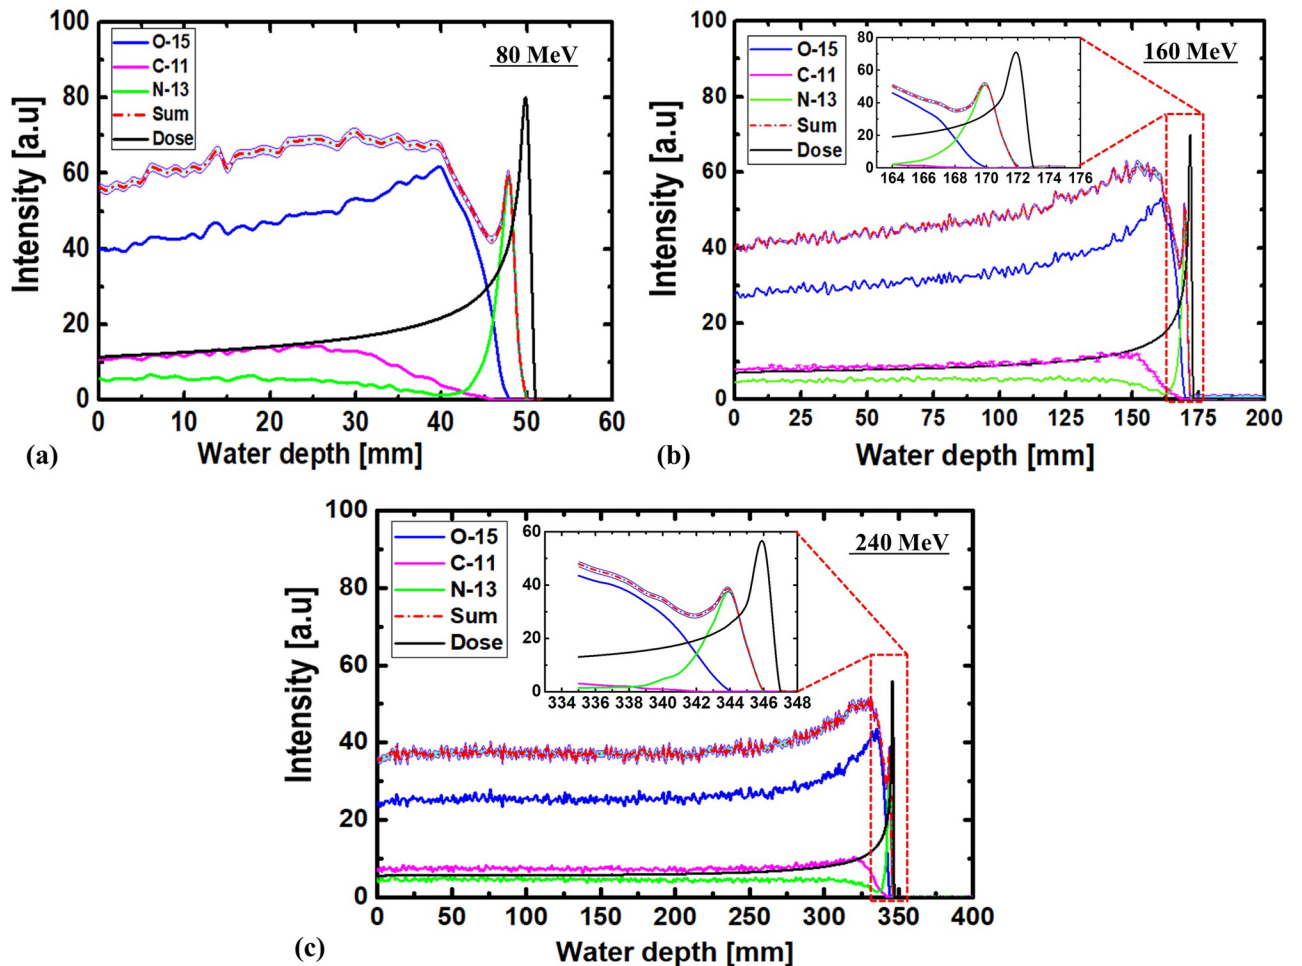 100
80
60
40
20
0
Intensity [a.u]
O-15
C-11
N-13
Sum
Dose
80 MeV
0 10 20 30 40 50 60
Water depth [mm]
(a)
100
80
60
40
20
0
Intensity [a.u]
O-15
C-11
N-13
Sum
Dose
80
60
40
20
0
164 166 168 170 172 174 176
160 MeV
0 25 50 75 100 125 150 175 200
Water depth [mm]
(b)
100
80
60
40
20
0
Intensity [a.u]
O-15
C-11
N-13
Sum
Dose
60
40
20
0
334 336 338 340 342 344 346 348
240 MeV
0 50 100 150 200 250 300 350 400
Water depth [mm]
(c)